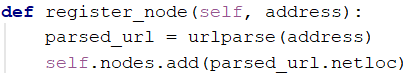 def register_node(self, address):
    parsed_url = urlparse(address)
    self.nodes.add(parsed_url.netloc)